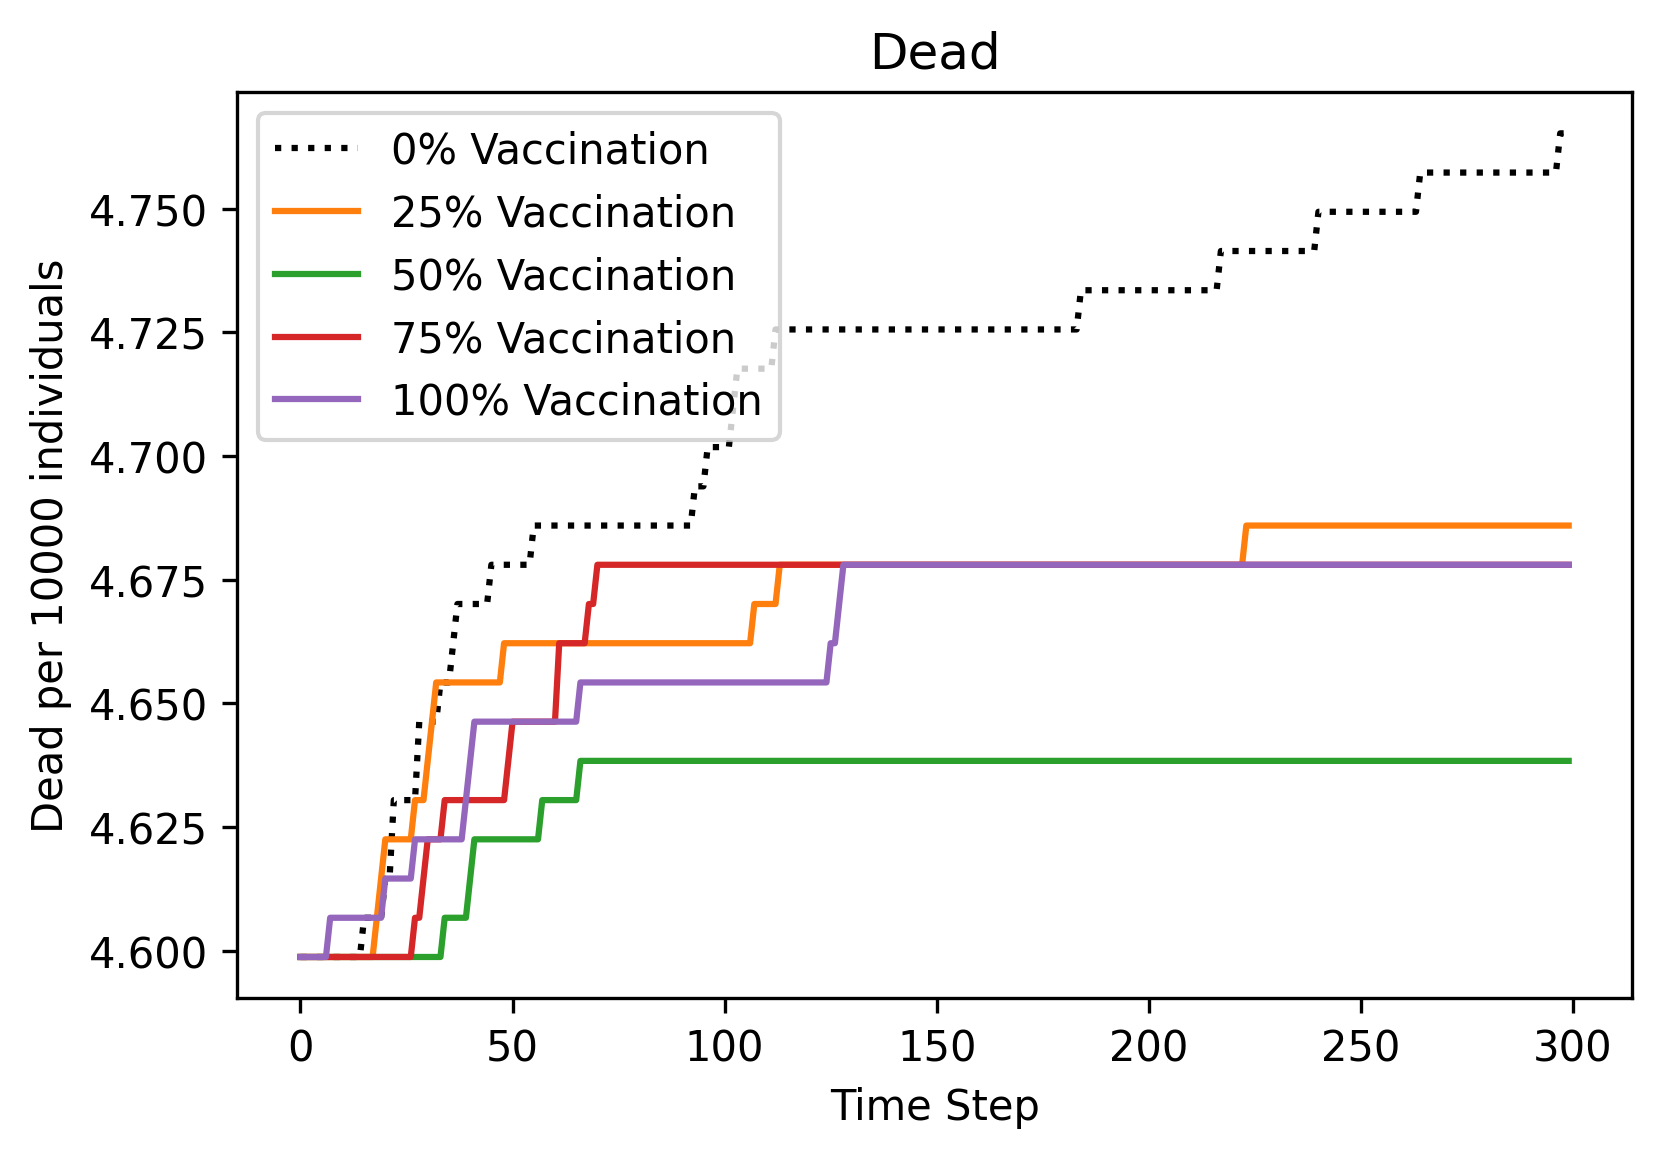 Dead
0% Vaccination
25% Vaccination
50% Vaccination
75% Vaccination
100% Vaccination
Dead per 10000 individuals
4.750
4.725
4.700
4.675
4.650
4.625
4.600
0 50 100 150 200 250 300
Time Step